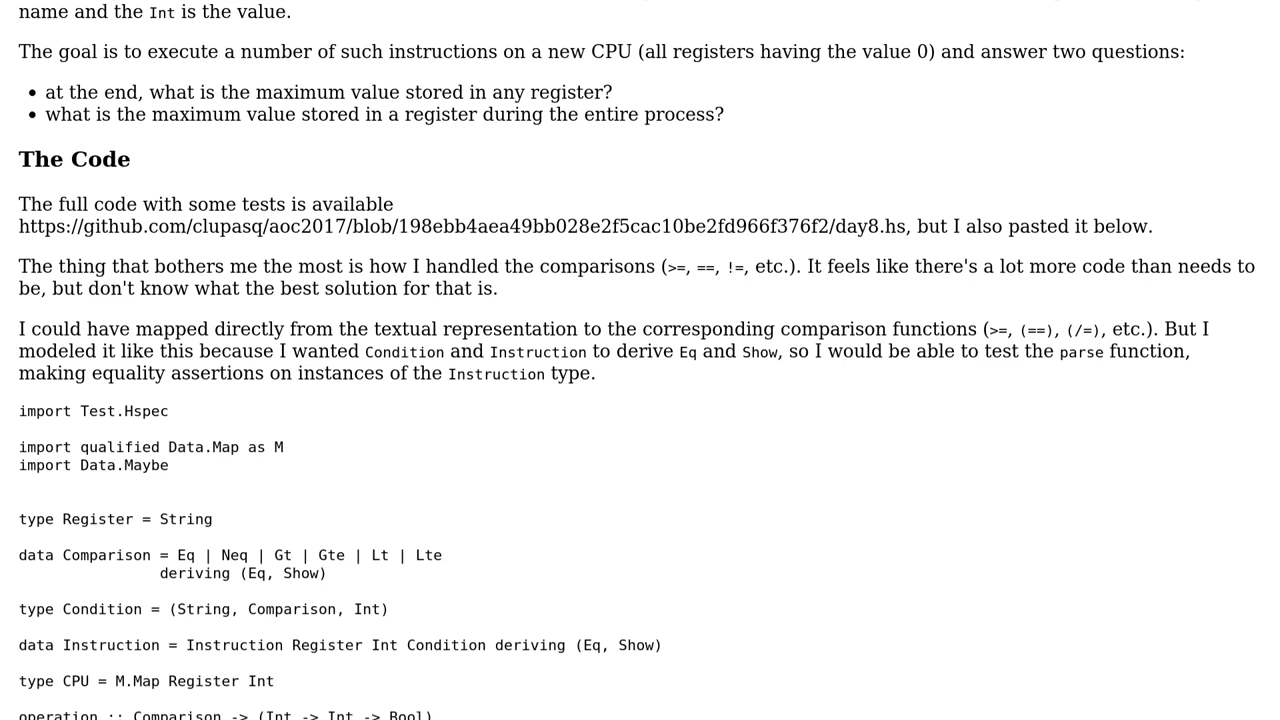 name and the Int is the value.
The goal is to execute a number of such instructions on a new CPU (all registers having the value 0) and answer two questions:
• at the end, what is the maximum value stored in any register?
• what is the maximum value stored in a register during the entire process?
The Code
The full code with some tests is available
https://github.com/clupasq/aoc2017/blob/198ebb4aea49bb028e2f5cac10be2fd966f376f2/day8.hs, but I also pasted it below.
The thing that bothers me the most is how I handled the comparisons (>=, ==, !=, etc.). It feels like there's a lot more code than needs to
be, but don't know what the best solution for that is.
I could have mapped directly from the textual representation to the corresponding comparison functions (>=, (==), (/=), etc.). But I
modeled it like this because I wanted Condition and Instruction to derive Eq and Show, so I would be able to test the parse function,
making equality assertions on instances of the Instruction type.
import Test.Hspec
import qualified Data.Map as M
import Data.Maybe
type Register = String
data Comparison = Eq | Neq | Gt | Gte | Lt | Lte
deriving (Eq, Show)
type Condition = (String, Comparison, Int)
data Instruction = Instruction Register Int Condition deriving (Eq, Show)
type CPU = M.Map Register Int
operation :: Comparison -> (Int -> Int -> Bool)